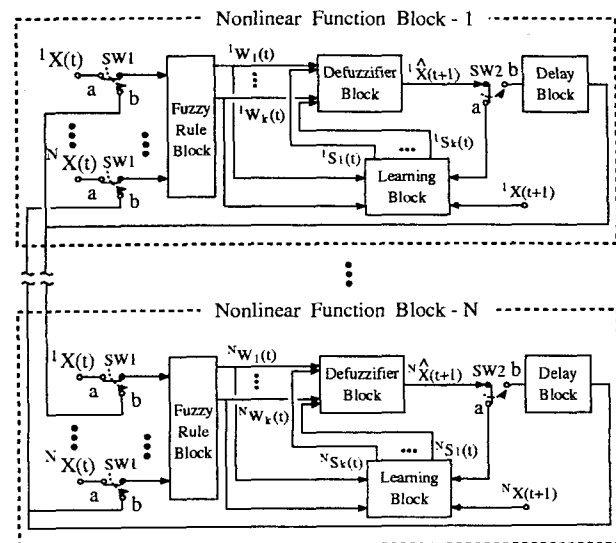 Nonlinear Function Block - 1
¹X(t) SW1
a b
ᴺX(t) SW1
a b
Fuzzy
Rule
Block
¹W₁(t)
¹Wₖ(t)
Defuzzifier
Block
¹X̂(t+1)
SW2 b
a
Delay
Block
¹S₁(t)
¹Sₖ(t)
Learning
Block
¹X(t+1)
Nonlinear Function Block - N
¹X(t) SW1
a b
ᴺX(t) SW1
a b
Fuzzy
Rule
Block
ᴺW₁(t)
ᴺWₖ(t)
Defuzzifier
Block
ᴺX̂(t+1)
SW2 b
a
Delay
Block
ᴺSₖ(t)
ᴺS₁(t)
Learning
Block
ᴺX(t+1)